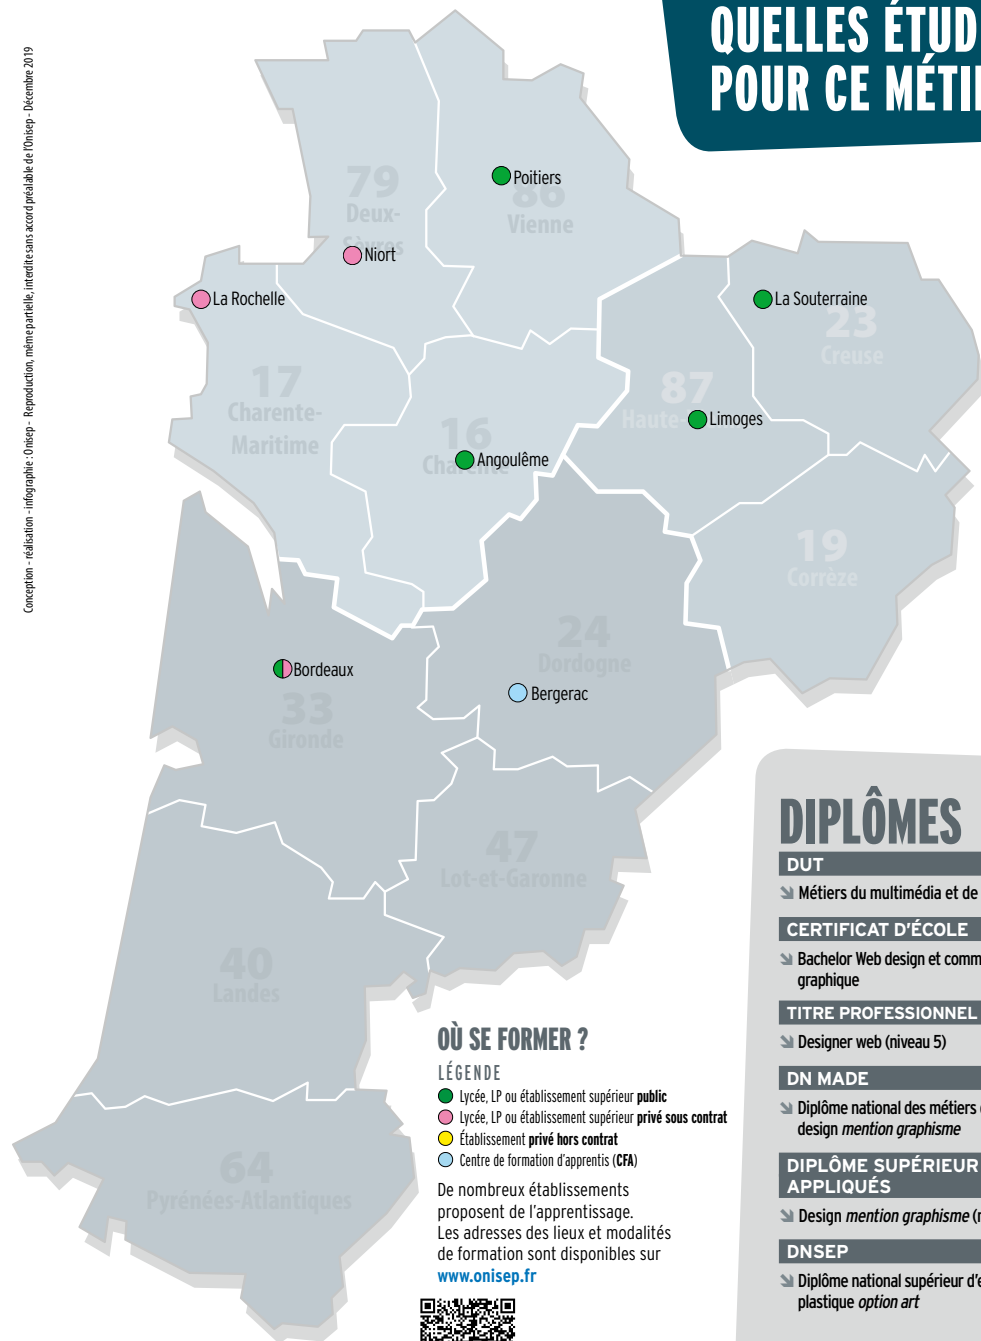 Conception - réalisation - infographie : Onisep - Reproduction, même partielle, interdite sans accord préalable de l'Onisep - Décembre 2019
QUELLES ÉTUD
POUR CE MÉTI
79
Deux-
Sèvres
Niort
Poitiers
86
Vienne
La Rochelle
17
Charente-
Maritime
16
Charente
Angoulême
La Souterraine
23
Creuse
87
Haute-
Limoges
19
Corrèze
24
Dordogne
Bergerac
Bordeaux
33
Gironde
47
Lot-et-Garonne
40
Landes
64
Pyrénées-Atlantiques
OÙ SE FORMER ?
LÉGENDE
Lycée, LP ou établissement supérieur public
Lycée, LP ou établissement supérieur privé sous contrat
Établissement privé hors contrat
Centre de formation d'apprentis (CFA)
De nombreux établissements
proposent de l'apprentissage.
Les adresses des lieux et modalités
de formation sont disponibles sur
www.onisep.fr
DIPLÔMES
DUT
Métiers du multimédia et de
CERTIFICAT D'ÉCOLE
Bachelor Web design et comm
graphique
TITRE PROFESSIONNEL
Designer web (niveau 5)
DN MADE
Diplôme national des métiers
design mention graphisme
DIPLÔME SUPÉRIEUR
APPLIQUÉS
Design mention graphisme (
DNSEP
Diplôme national supérieur d'e
plastique option art